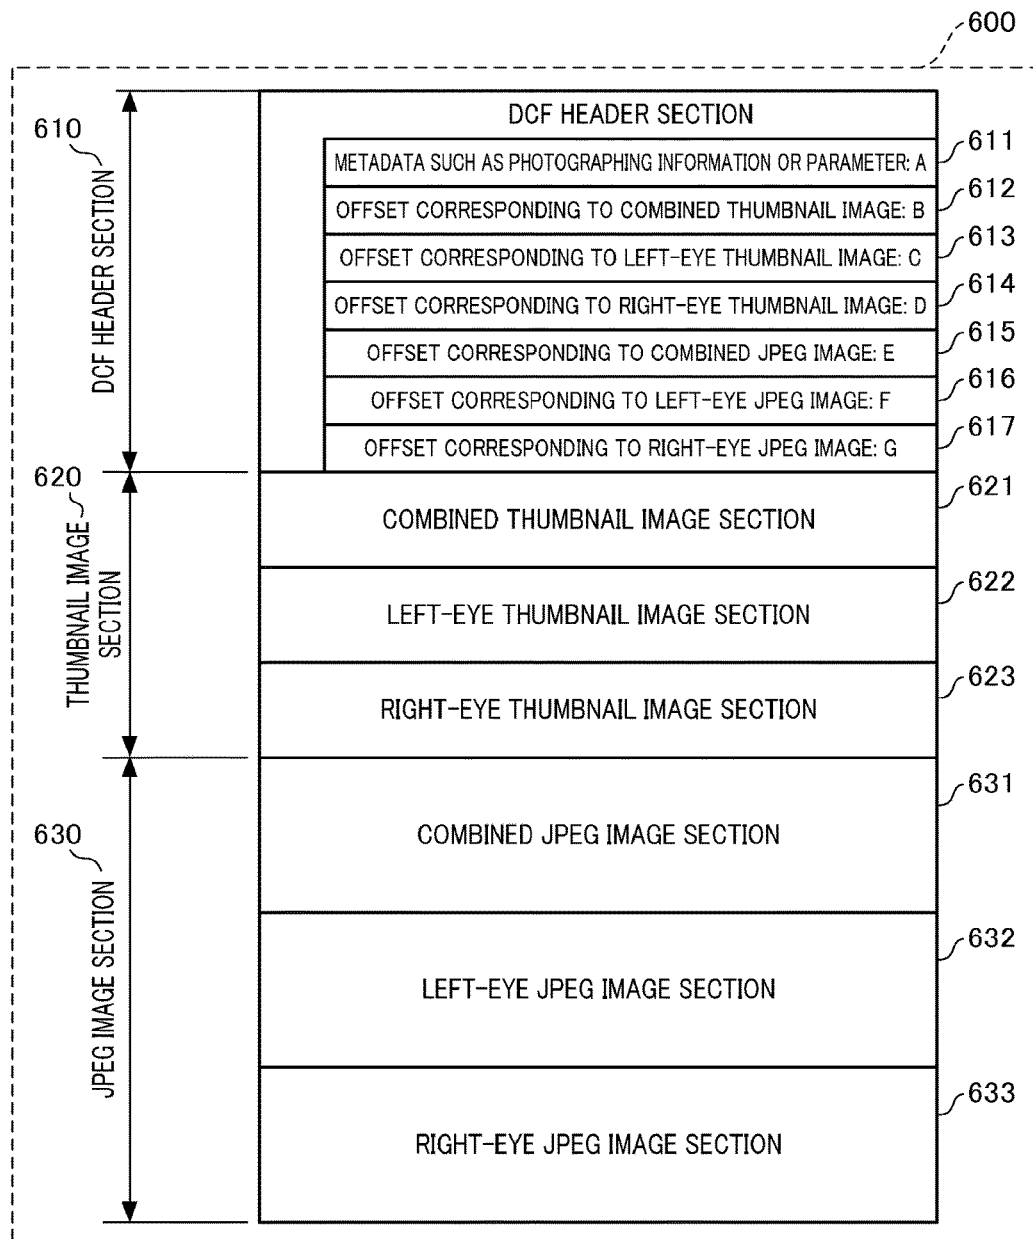 600
610
DCF HEADER SECTION
DCF HEADER SECTION
METADATA SUCH AS PHOTOGRAPHING INFORMATION OR PARAMETER: A
611
OFFSET CORRESPONDING TO COMBINED THUMBNAIL IMAGE: B
612
OFFSET CORRESPONDING TO LEFT-EYE THUMBNAIL IMAGE: C
613
OFFSET CORRESPONDING TO RIGHT-EYE THUMBNAIL IMAGE: D
614
OFFSET CORRESPONDING TO COMBINED JPEG IMAGE: E
615
OFFSET CORRESPONDING TO LEFT-EYE JPEG IMAGE: F
616
OFFSET CORRESPONDING TO RIGHT-EYE JPEG IMAGE: G
617
620
THUMBNAIL IMAGE
SECTION
COMBINED THUMBNAIL IMAGE SECTION
621
LEFT-EYE THUMBNAIL IMAGE SECTION
622
RIGHT-EYE THUMBNAIL IMAGE SECTION
623
630
JPEG IMAGE SECTION
COMBINED JPEG IMAGE SECTION
631
LEFT-EYE JPEG IMAGE SECTION
632
RIGHT-EYE JPEG IMAGE SECTION
633